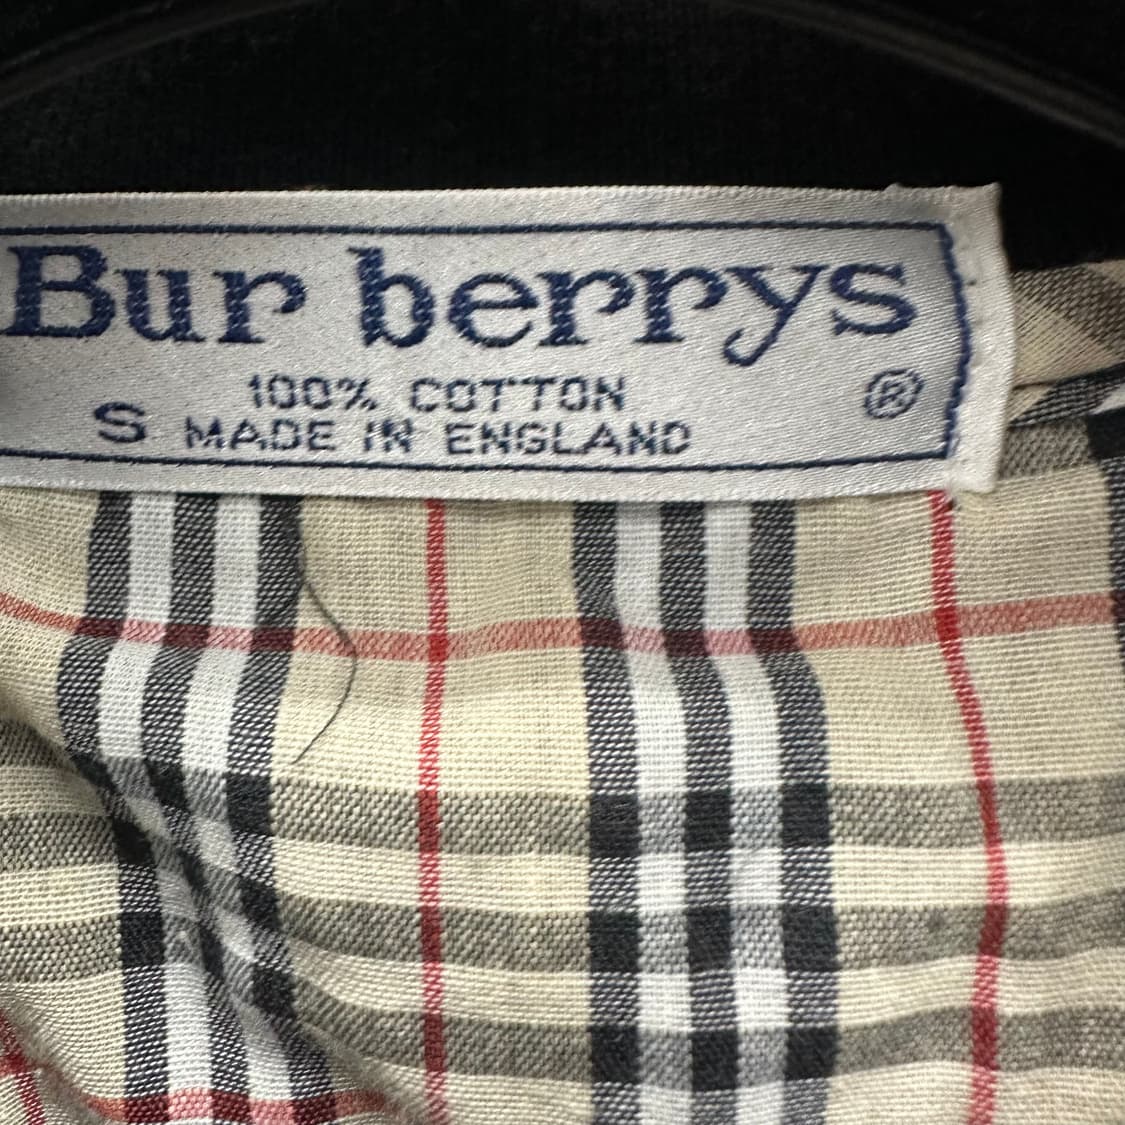 Bur berrys
100% COTTON
S MADE IN ENGLAND
®